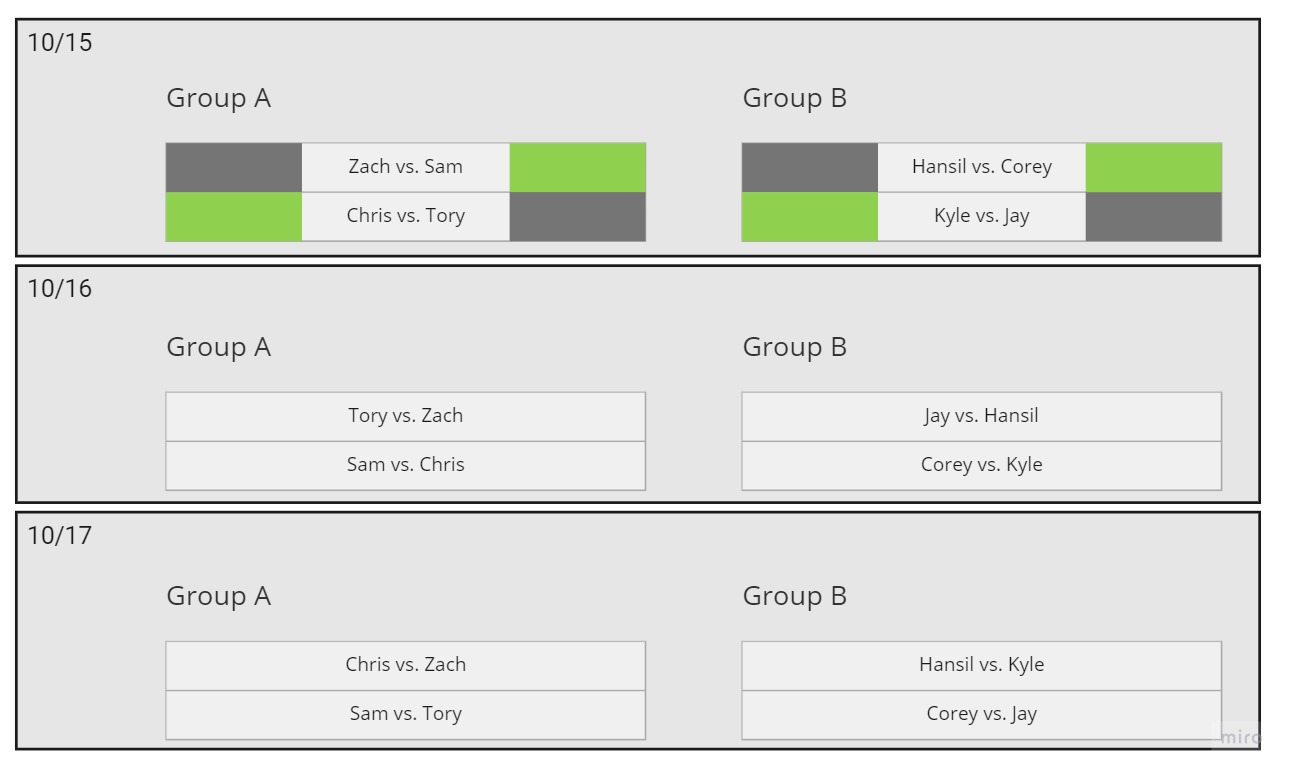 10/15
Group A
Zach vs. Sam
Chris vs. Tory
Group B
Hansil vs. Corey
Kyle vs. Jay
10/16
Group A
Tory vs. Zach
Sam vs. Chris
Group B
Jay vs. Hansil
Corey vs. Kyle
10/17
Group A
Chris vs. Zach
Sam vs. Tory
Group B
Hansil vs. Kyle
Corey vs. Jay
miro